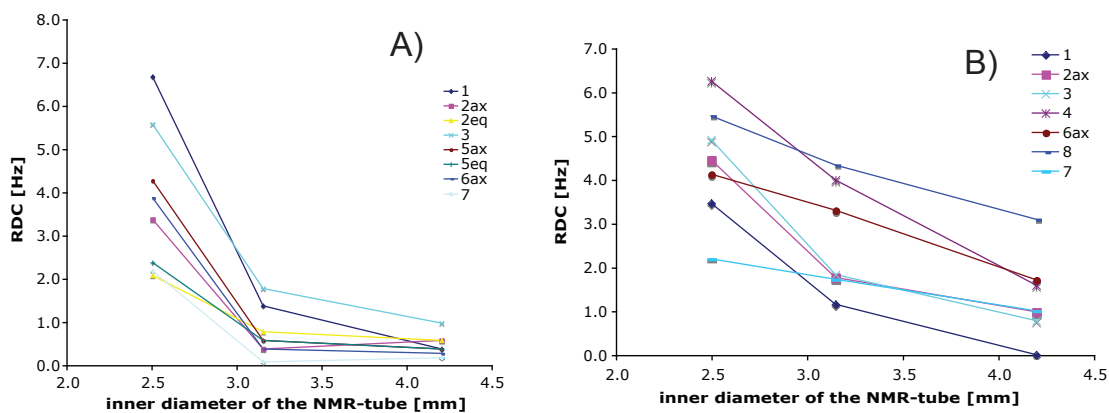 A)
RDC [Hz]
8.0
7.0
6.0
5.0
4.0
3.0
2.0
1.0
0.0
2.0 2.5 3.0 3.5 4.0 4.5
inner diameter of the NMR-tube [mm]
1
2ax
2eq
3
5ax
5eq
6ax
7
B)
RDC [Hz]
7.0
6.0
5.0
4.0
3.0
2.0
1.0
0.0
2.0 2.5 3.0 3.5 4.0 4.5
inner diameter of the NMR-tube [mm]
1
2ax
3
4
6ax
8
7